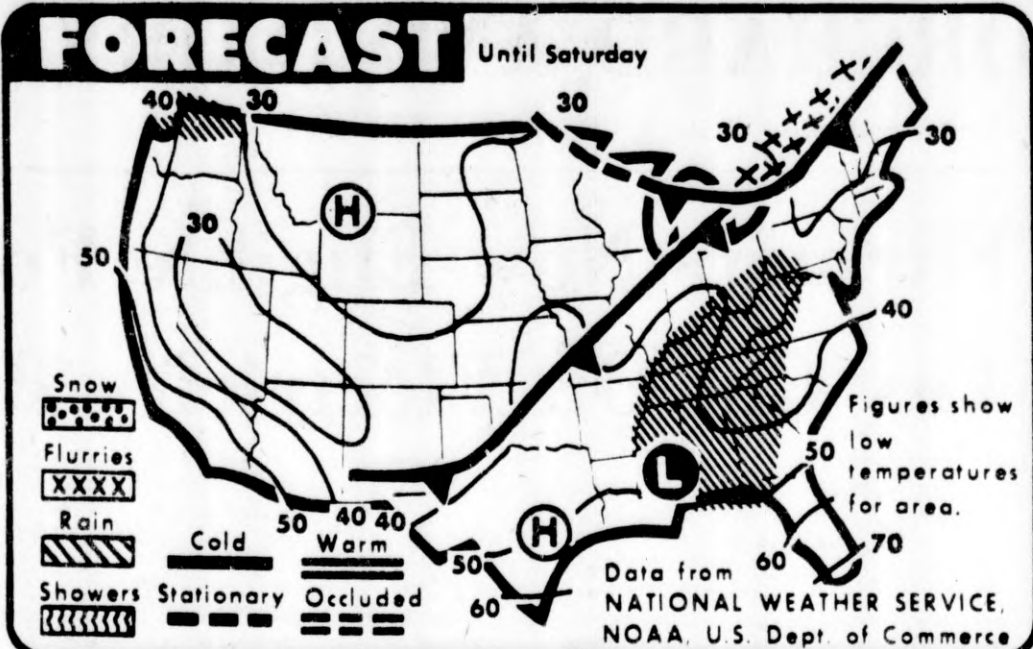 FORECAST Until Saturday
40 30 30
30
30
30
H
50
40
Snow
Flurries
XXXX
Rain
Showers
Cold
Warm
Stationary
Occluded
Figures show
low
temperatures
for area.
L
H
50 40 40
50
60
50
60
70
Data from
NATIONAL WEATHER SERVICE,
NOAA, U.S. Dept. of Commerce